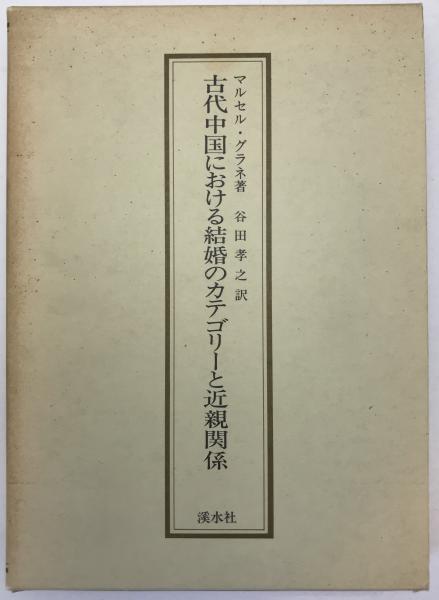 マルセル・グラネ著　谷田孝之訳
古代中国における結婚のカテゴリーと近親関係
溪水社